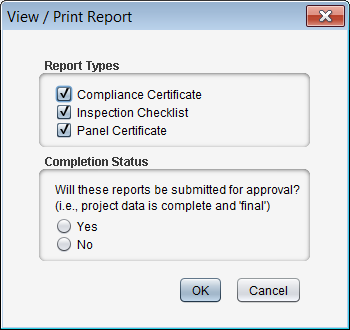 View / Print Report
Report Types
Compliance Certificate
Inspection Checklist
Panel Certificate
Completion Status
Will these reports be submitted for approval?
(i.e., project data is complete and 'final')
Yes
No
OK Cancel